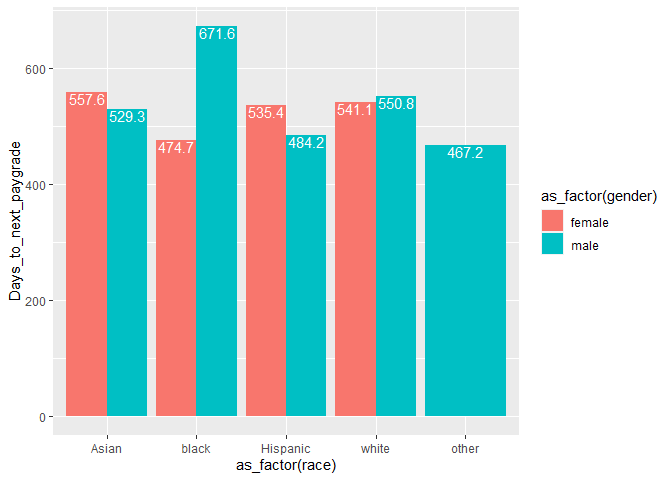 671.6
600
557.6
529.3
535.4
541.1
550.8
474.7
484.2
467.2
400
200
0
Days_to_next_paygrade
Asian
black
Hispanic
white
other
as_factor(race)
as_factor(gender)
female
male